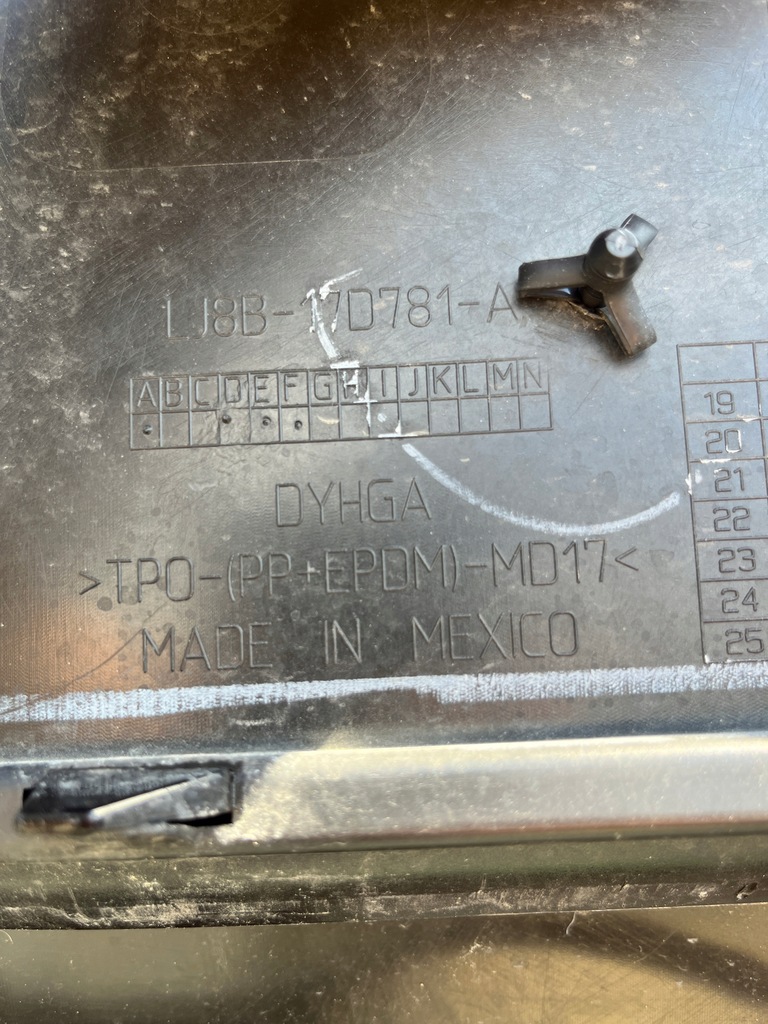 LJ8B-17D781-A
A B C D E F G H I J K L M N
DYHGA
>TPO-(PP+EPDM)-MD17<
MADE IN MEXICO
19
20
21
22
23
24
25